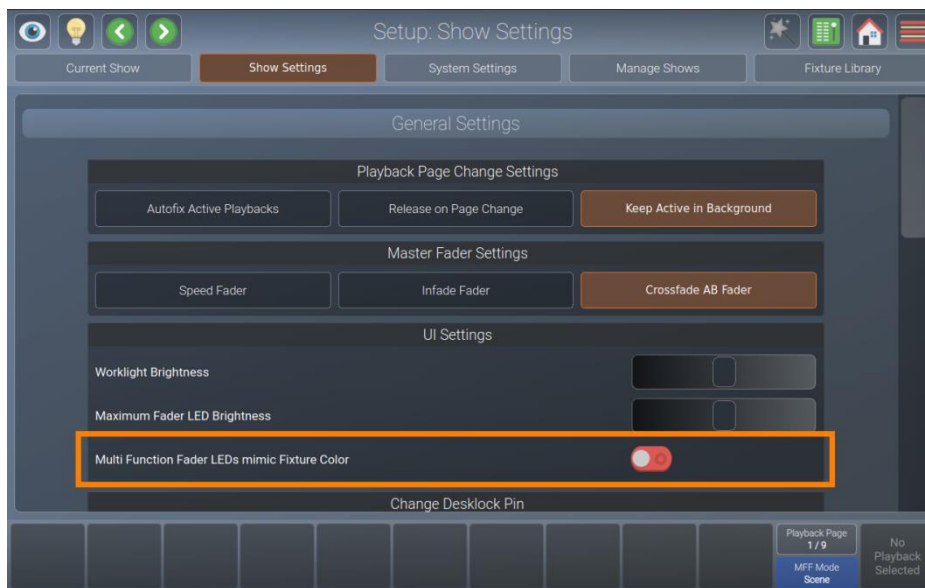 Setup: Show Settings
Current Show
Show Settings
System Settings
Manage Shows
Fixture Library
General Settings
Playback Page Change Settings
Autofix Active Playbacks
Release on Page Change
Keep Active in Background
Master Fader Settings
Speed Fader
Infade Fader
Crossfade AB Fader
UI Settings
Worklight Brightness
Maximum Fader LED Brightness
Multi Function Fader LEDs mimic Fixture Color
Change Desklock Pin
Playback Page
1 / 9
MFF Mode
Scene
No
Playback
Selected